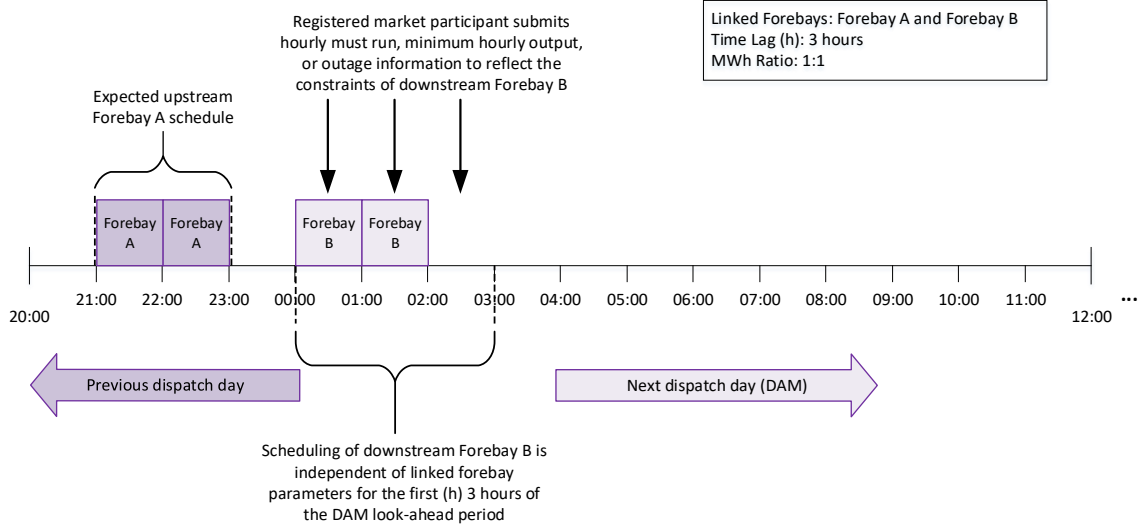 Registered market participant submits
hourly must run, minimum hourly output,
or outage information to reflect the
constraints of downstream Forebay B
Linked Forebays: Forebay A and Forebay B
Time Lag (h): 3 hours
MWh Ratio: 1:1
Expected upstream
Forebay A schedule
Forebay
A
Forebay
A
Forebay
B
Forebay
B
20:00
21:00
22:00
23:00
00:00
01:00
02:00
03:00
04:00
05:00
06:00
07:00
08:00
09:00
10:00
11:00
12:00
...
Previous dispatch day
Next dispatch day (DAM)
Scheduling of downstream Forebay B is
independent of linked forebay
parameters for the first (h) 3 hours of
the DAM look-ahead period